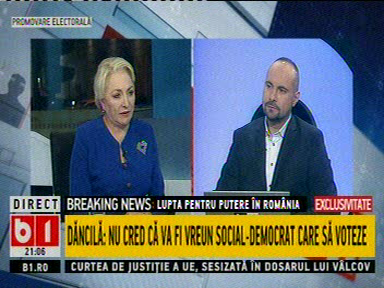 PROMOVARE ELECTORALĂ
DIRECT
BREAKING NEWS LUPTA PENTRU PUTERE ÎN ROMÂNIA
EXCLUSIVITATE
b1
21:06
DĂNCILĂ: NU CRED CĂ VA FI VREUN SOCIAL-DEMOCRAT CARE SĂ VOTEZE
B1.RO
CURTEA DE JUSTIȚIE A UE, SESIZATĂ ÎN DOSARUL LUI VÂLCOV